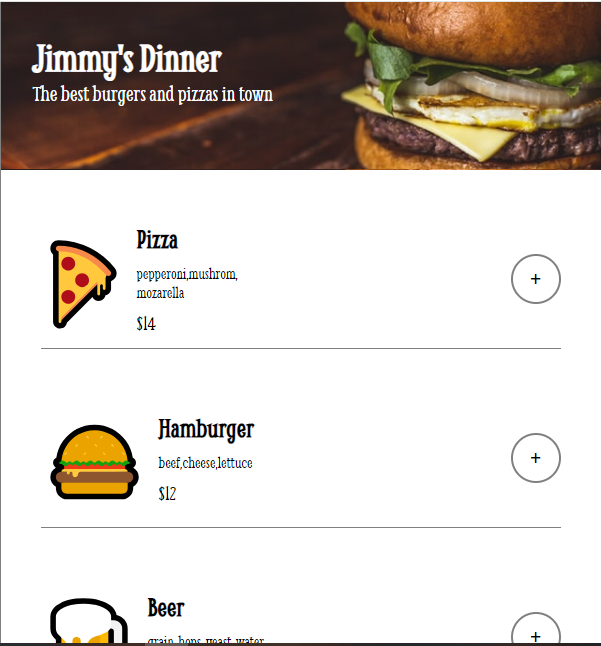 Jimmy's Dinner
The best burgers and pizzas in town
Pizza
pepperoni,mushrom,
mozarella
$14
+
Hamburger
beef,cheese,lettuce
$12
+
Beer
grain, hops, yeast, water
+